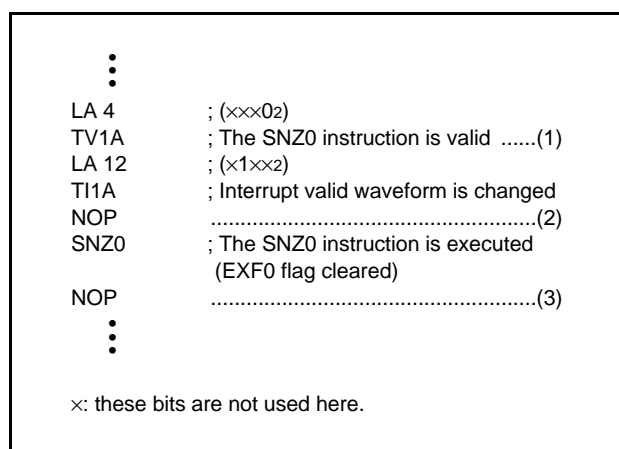 LA 4 ; (×××02)
TV1A ; The SNZ0 instruction is valid ......(1)
LA 12 ; (×1××2)
TI1A ; Interrupt valid waveform is changed
NOP ......................................................(2)
SNZ0 ; The SNZ0 instruction is executed
(EXF0 flag cleared)
NOP ......................................................(3)
×: these bits are not used here.